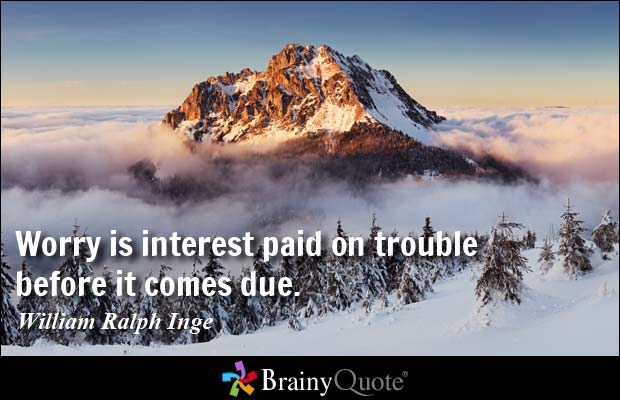 Worry is interest paid on trouble
before it comes due.
William Ralph Inge
BrainyQuote®